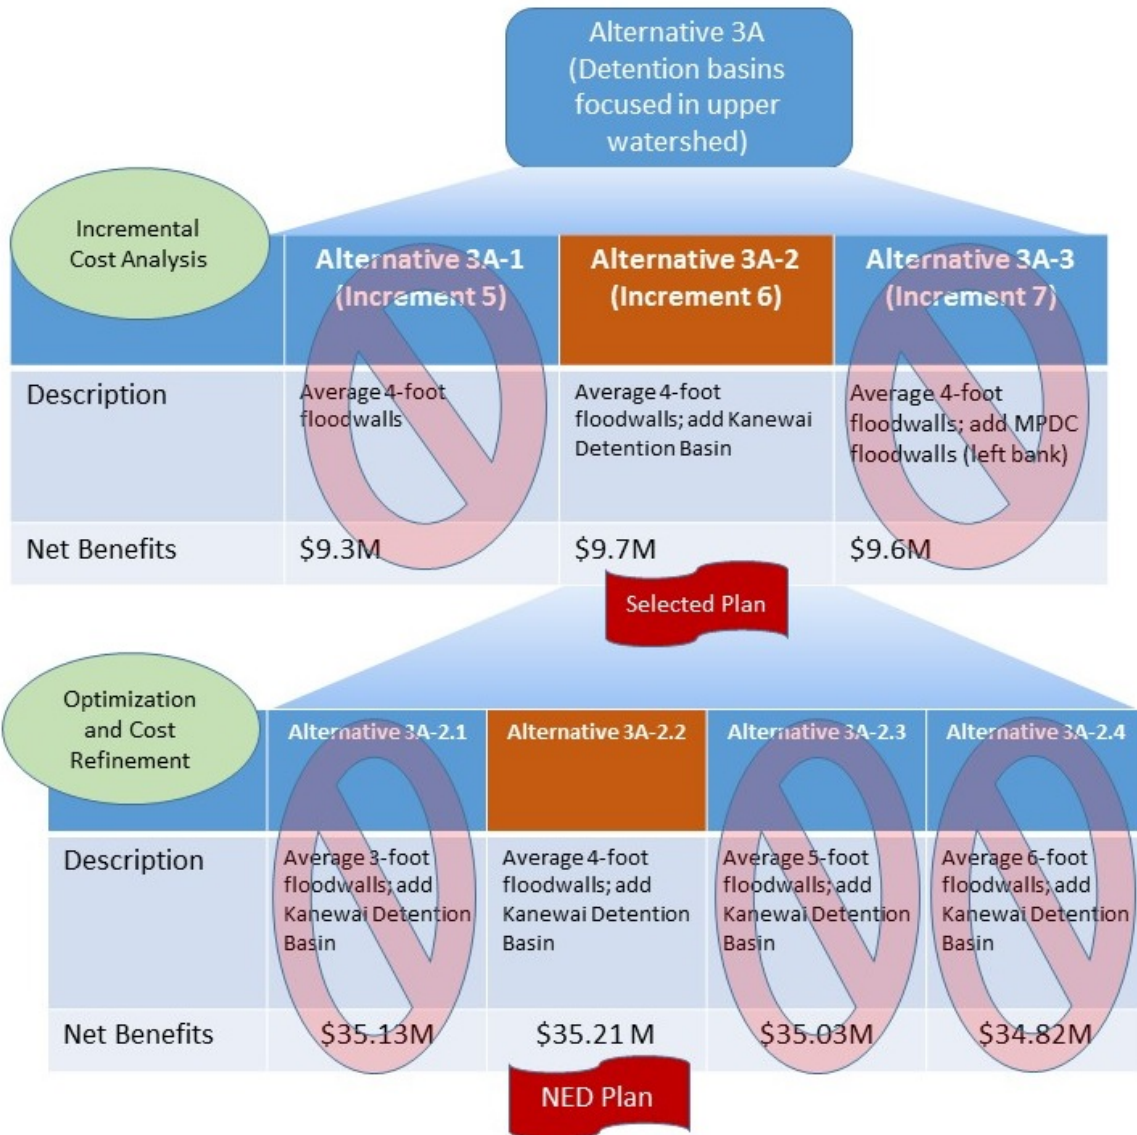 Alternative 3A
(Detention basins
focused in upper
watershed)
Incremental
Cost Analysis
Alternative 3A-1
(Increment 5)
Alternative 3A-2
(Increment 6)
Alternative 3A-3
(Increment 7)
Description
Average 4-foot
floodwalls
Average 4-foot
floodwalls; add Kanewai
Detention Basin
Average 4-foot
floodwalls; add MPDC
floodwalls (left bank)
Net Benefits
$9.3M
$9.7M
$9.6M
Selected Plan
Optimization
and Cost
Refinement
Alternative 3A-2.1
Alternative 3A-2.2
Alternative 3A-2.3
Alternative 3A-2.4
Description
Average 3-foot
floodwalls; add
Kanewai Detention
Basin
Average 4-foot
floodwalls; add
Kanewai Detention
Basin
Average 5-foot
floodwalls; add
Kanewai Detention
Basin
Average 6-foot
floodwalls; add
Kanewai Detention
Basin
Net Benefits
$35.13M
$35.21 M
$35.03M
$34.82M
NED Plan